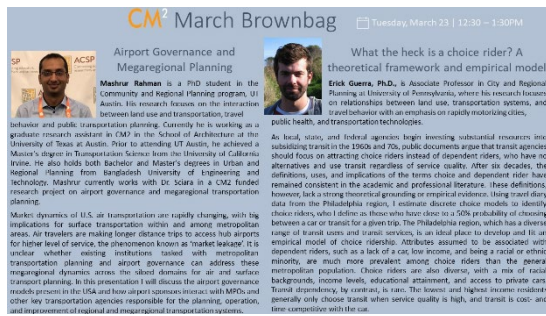 CM² March Brownbag
Tuesday, March 23 | 12:30 – 1:30PM
Airport Governance and
Megaregional Planning
Mashrur Rahman is a PhD student in the
Community and Regional Planning program, UT
Austin. His research focuses on the interaction
between land use and transportation, travel
behavior and public transportation planning. Currently he is working as a
graduate research assistant in CM2 in the School of Architecture at the
University of Texas at Austin. Prior to attending UT Austin, he achieved a
Master's degree in Transportation Science from the University of California
Irvine. He also holds both Bachelor and Master's degrees in Urban and
Regional Planning from Bangladesh University of Engineering and
Technology. Mashrur currently works with Dr. Sciara in a CM2 funded
research project on airport governance and megaregional transportation
planning.
Market dynamics of U.S. air transportation are rapidly changing, with big
implications for surface transportation within and among metropolitan
areas. Air travelers are making longer distance trips to access hub airports
for higher level of service, the phenomenon known as 'market leakage'. It is
unclear whether existing institutions tasked with metropolitan
transportation planning and airport governance can address these
megaregional dynamics across the siloed domains for air and surface
transport planning. In this presentation I will discuss the airport governance
models present in the USA and how airport sponsors interact with MPOs and
other key transportation agencies responsible for the planning, operation,
and improvement of regional and megaregional transportation systems.
What the heck is a choice rider? A
theoretical framework and empirical model
Erick Guerra, Ph.D., is Associate Professor in City and Regional
Planning at University of Pennsylvania, where his research focuses
on relationships between land use, transportation systems, and
travel behavior with an emphasis on rapidly motorizing cities,
public health, and transportation technologies.
As local, state, and federal agencies begin investing substantial resources into
subsidizing transit in the 1960s and 70s, public documents argue that transit agencies
should focus on attracting choice riders instead of dependent riders, who have no
alternatives and use transit regardless of service quality. After six decades, the
definitions, uses, and implications of the terms choice and dependent rider have
remained consistent in the academic and professional literature. These definitions,
however, lack a strong theoretical grounding or empirical evidence. Using travel diary
data from the Philadelphia region, I estimate discrete choice models to identify
choice riders, who I define as those who have close to a 50% probability of choosing
between a car or transit for a given trip. The Philadelphia region, which has a diverse
range of transit users and transit services, is an ideal place to develop and fit an
empirical model of choice ridership. Attributes assumed to be associated with
dependent riders, such as a lack of a car, low income, and being a racial or ethnic
minority, are much more prevalent among choice riders than the general
metropolitan population. Choice riders are also diverse, with a mix of racial
backgrounds, income levels, educational attainment, and access to private cars.
Transit dependency, by contrast, is rare. The lowest and highest income residents
generally only choose transit when service quality is high, and transit is cost- and
time-competitive with the car.